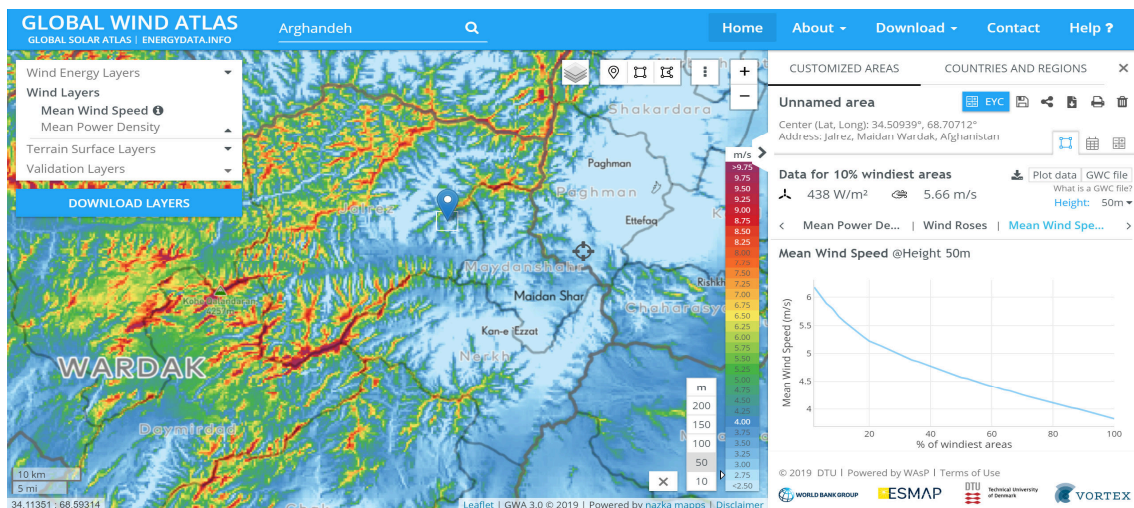 GLOBAL WIND ATLAS
GLOBAL SOLAR ATLAS | ENERGYDATA.INFO
Arghandeh
Home
About
Download
Contact
Help ?
Wind Energy Layers
Wind Layers
Mean Wind Speed
Mean Power Density
Terrain Surface Layers
Validation Layers
DOWNLOAD LAYERS
Shakardara
Paghman
Paghman
Jalrez
Ettefaq
Maydanshahr
Maidan Shar
Rishkh
Chaharasya
Kohe Qalandaran
4251m
Kan-e Ezzat
Nerkh
WARDAK
Daymirdad
+
−
m/s
>9.75
9.75
9.50
9.25
9.00
8.75
8.50
8.25
8.00
7.75
7.50
7.25
7.00
6.75
6.50
6.25
6.00
5.75
5.50
5.25
5.00
4.75
4.50
4.25
4.00
3.75
3.50
3.25
3.00
2.75
<2.50
m
200
150
100
50
10
10 km
5 mi
34.11351 : 68.59314
Leaflet | GWA 3.0 © 2019 | Powered by nazka mapps | Disclaimer
CUSTOMIZED AREAS
COUNTRIES AND REGIONS
Unnamed area
EYC
Center (Lat, Long): 34.50939°, 68.70712°
Address: Jalrez, Maidan Wardak, Afghanistan
Data for 10% windiest areas
Plot data
GWC file
What is a GWC file?
438 W/m²
5.66 m/s
Height: 50m
Mean Power De... | Wind Roses | Mean Wind Spe...
Mean Wind Speed @Height 50m
Mean Wind Speed (m/s)
6
5.5
5
4.5
4
20 40 60 80 100
% of windiest areas
© 2019 DTU | Powered by WAsP | Terms of Use
WORLD BANK GROUP
ESMAP
DTU
Technical University
of Denmark
VORTEX